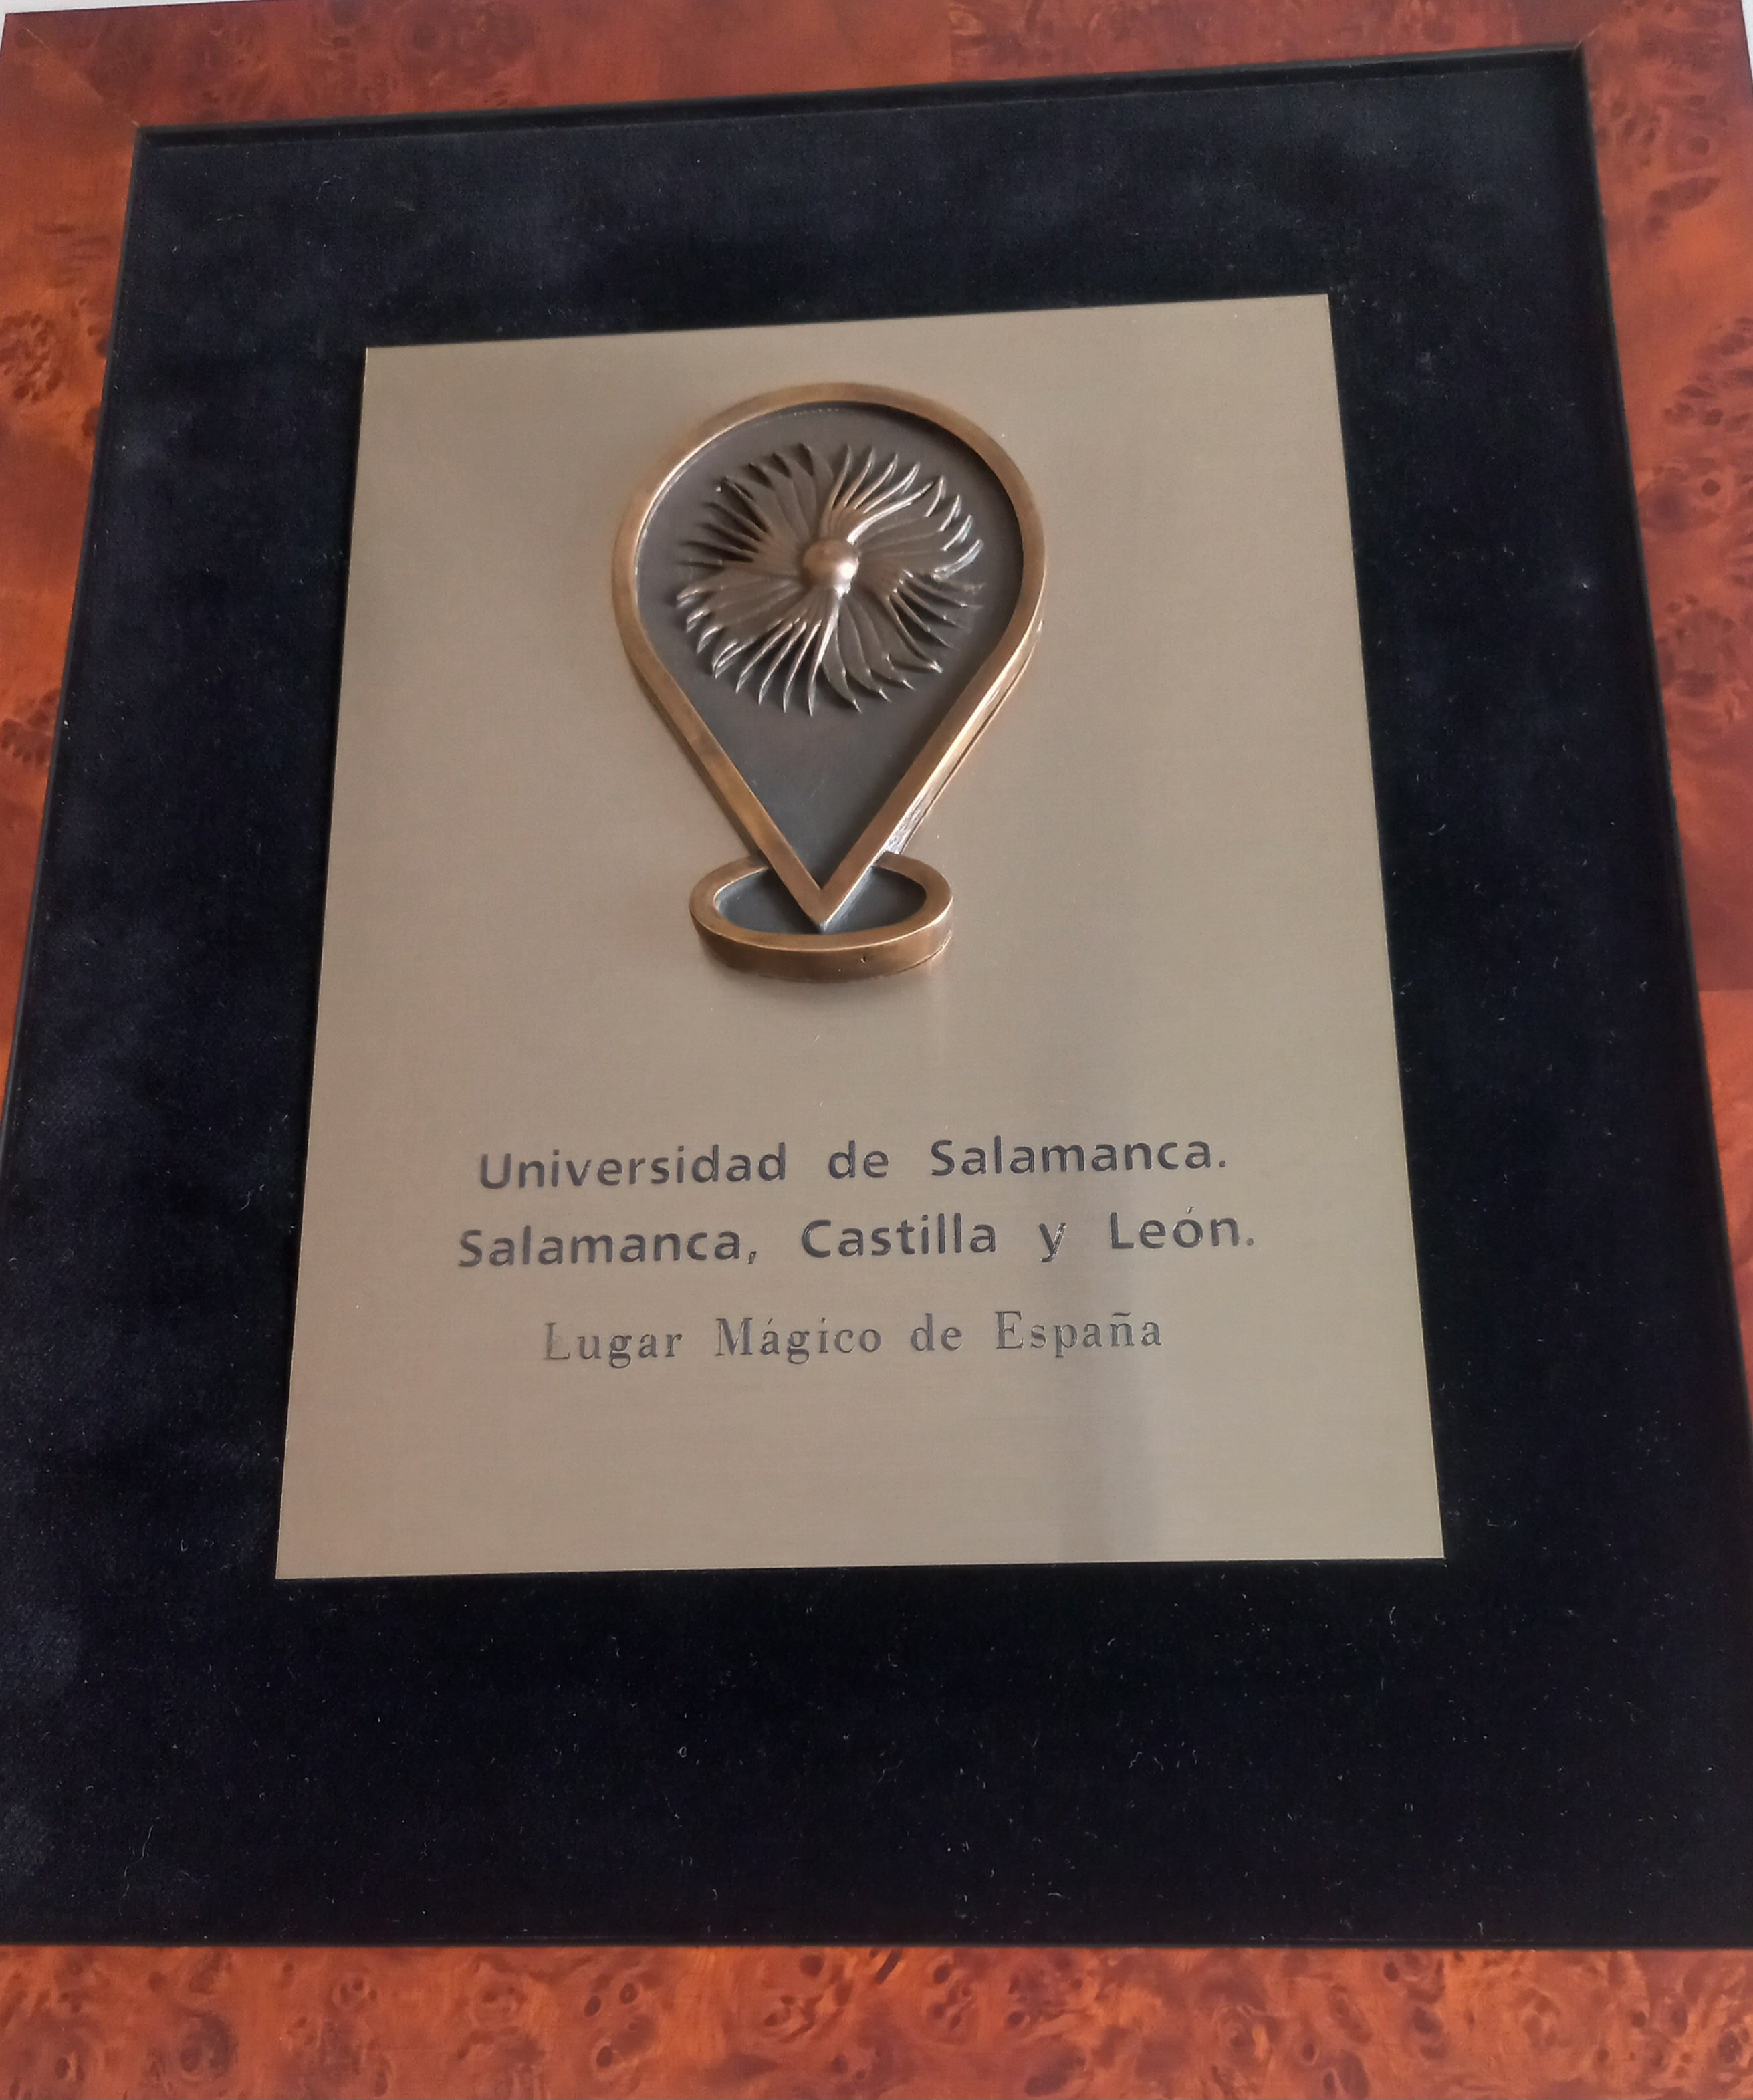 Universidad de Salamanca.
Salamanca, Castilla y León.
Lugar Mágico de España